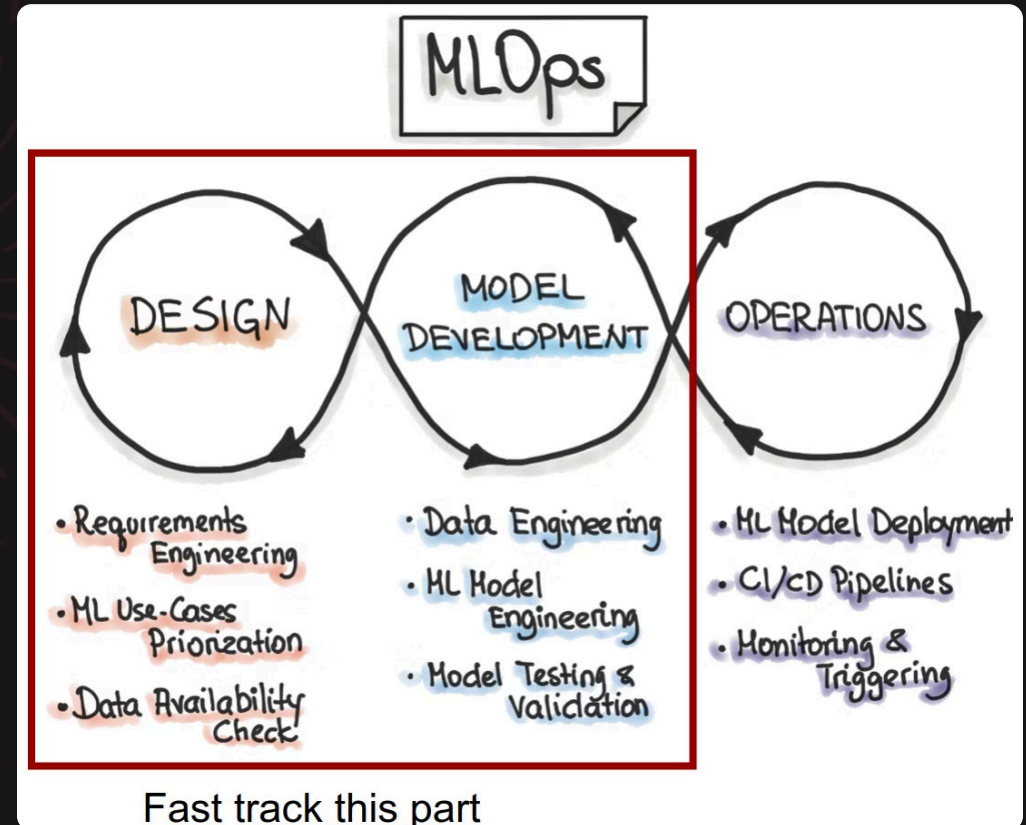 MLOps
DESIGN
MODEL
DEVELOPMENT
OPERATIONS
• Requirements
Engineering
• ML Use-Cases
Priorization
• Data Availability
Check
• Data Engineering
• ML Model
Engineering
• Model Testing &
Validation
• ML Model Deployment
• CI/CD Pipelines
• Monitoring &
Triggering
Fast track this part